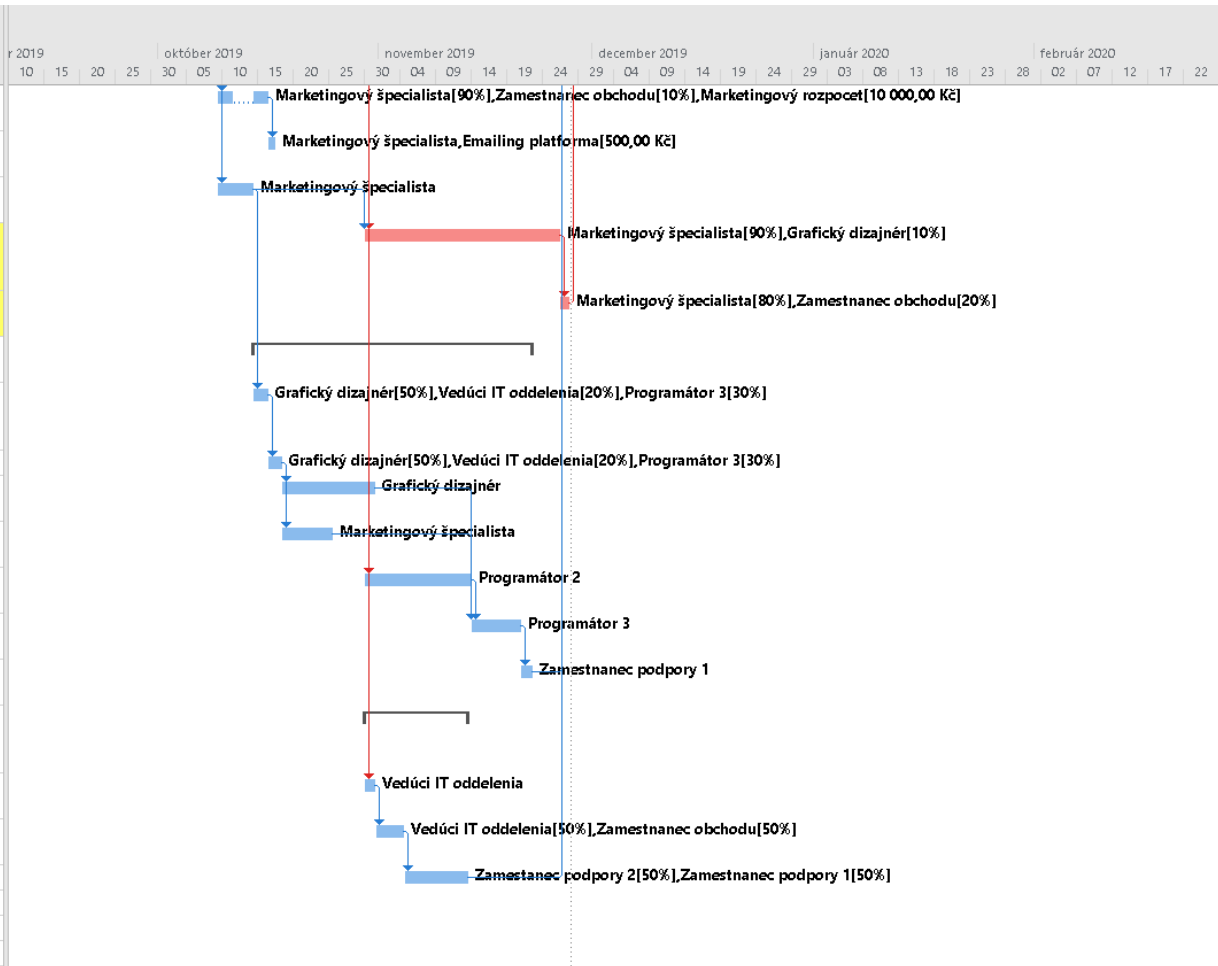 r 2019 október 2019 november 2019 december 2019 január 2020 február 2020
10 15 20 25 30 05 10 15 20 25 30 04 09 14 19 24 29 04 09 14 19 24 29 03 08 13 18 23 28 02 07 12 17 22
Marketingový špecialista[90%],Zamestnanec obchodu[10%],Marketingový rozpocet[10 000,00 Kč]
Marketingový špecialista,Emailing platforma[500,00 Kč]
Marketingový špecialista
Marketingový špecialista[90%],Grafický dizajnér[10%]
Marketingový špecialista[80%],Zamestnanec obchodu[20%]
Grafický dizajnér[50%],Vedúci IT oddelenia[20%],Programátor 3[30%]
Grafický dizajnér[50%],Vedúci IT oddelenia[20%],Programátor 3[30%]
Grafický dizajnér
Marketingový špecialista
Programátor 2
Programátor 3
Zamestnanec podpory 1
Vedúci IT oddelenia
Vedúci IT oddelenia[50%],Zamestnanec obchodu[50%]
Zamestanec podpory 2[50%],Zamestnanec podpory 1[50%]